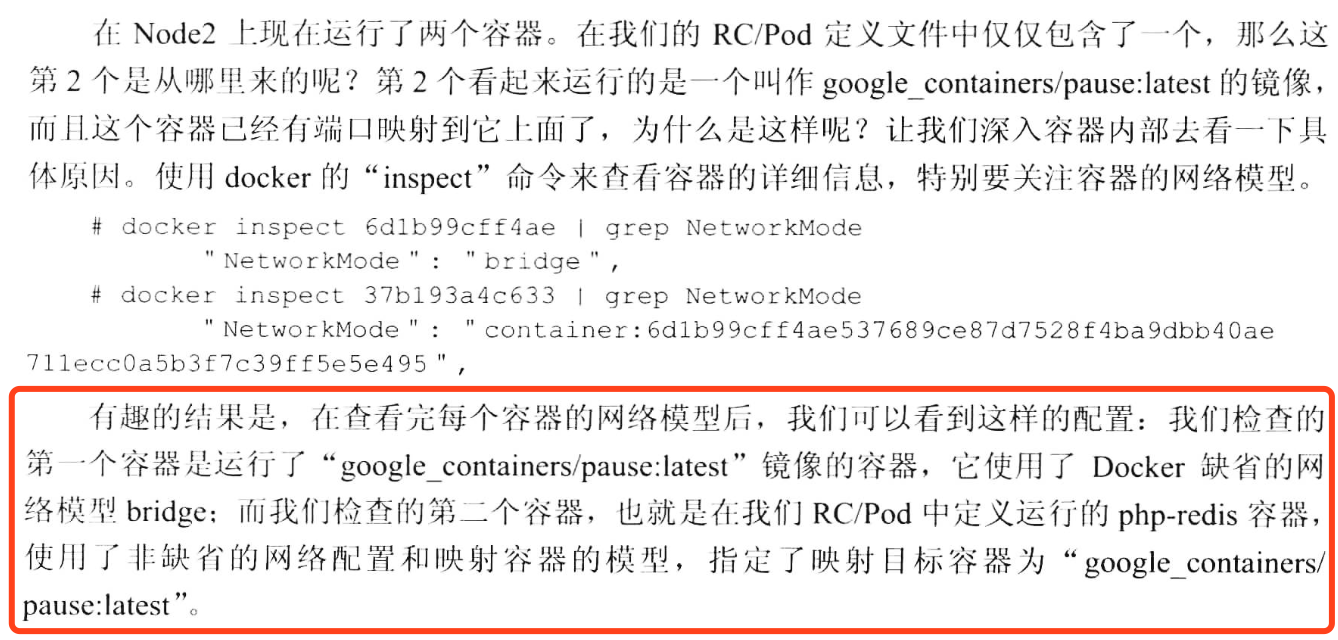 在 Node2 上现在运行了两个容器。在我们的 RC/Pod 定义文件中仅仅包含了一个，那么这
第 2 个是从哪里来的呢？第 2 个看起来运行的是一个叫作 google_containers/pause:latest 的镜像，
而且这个容器已经有端口映射到它上面了，为什么是这样呢？让我们深入容器内部去看一下具
体原因。使用 docker 的“inspect”命令来查看容器的详细信息，特别要关注容器的网络模型。
# docker inspect 6d1b99cff4ae | grep NetworkMode
"NetworkMode": "bridge",
# docker inspect 37b193a4c633 | grep NetworkMode
"NetworkMode": "container:6d1b99cff4ae537689ce87d7528f4ba9dbb40ae
711ecc0a5b3f7c39ff5e5e495",
有趣的结果是，在查看完每个容器的网络模型后，我们可以看到这样的配置：我们检查的
第一个容器是运行了“google_containers/pause:latest”镜像的容器，它使用了 Docker 缺省的网
络模型 bridge；而我们检查的第二个容器，也就是在我们 RC/Pod 中定义运行的 php-redis 容器，
使用了非缺省的网络配置和映射容器的模型，指定了映射目标容器为“google_containers/
pause:latest”。